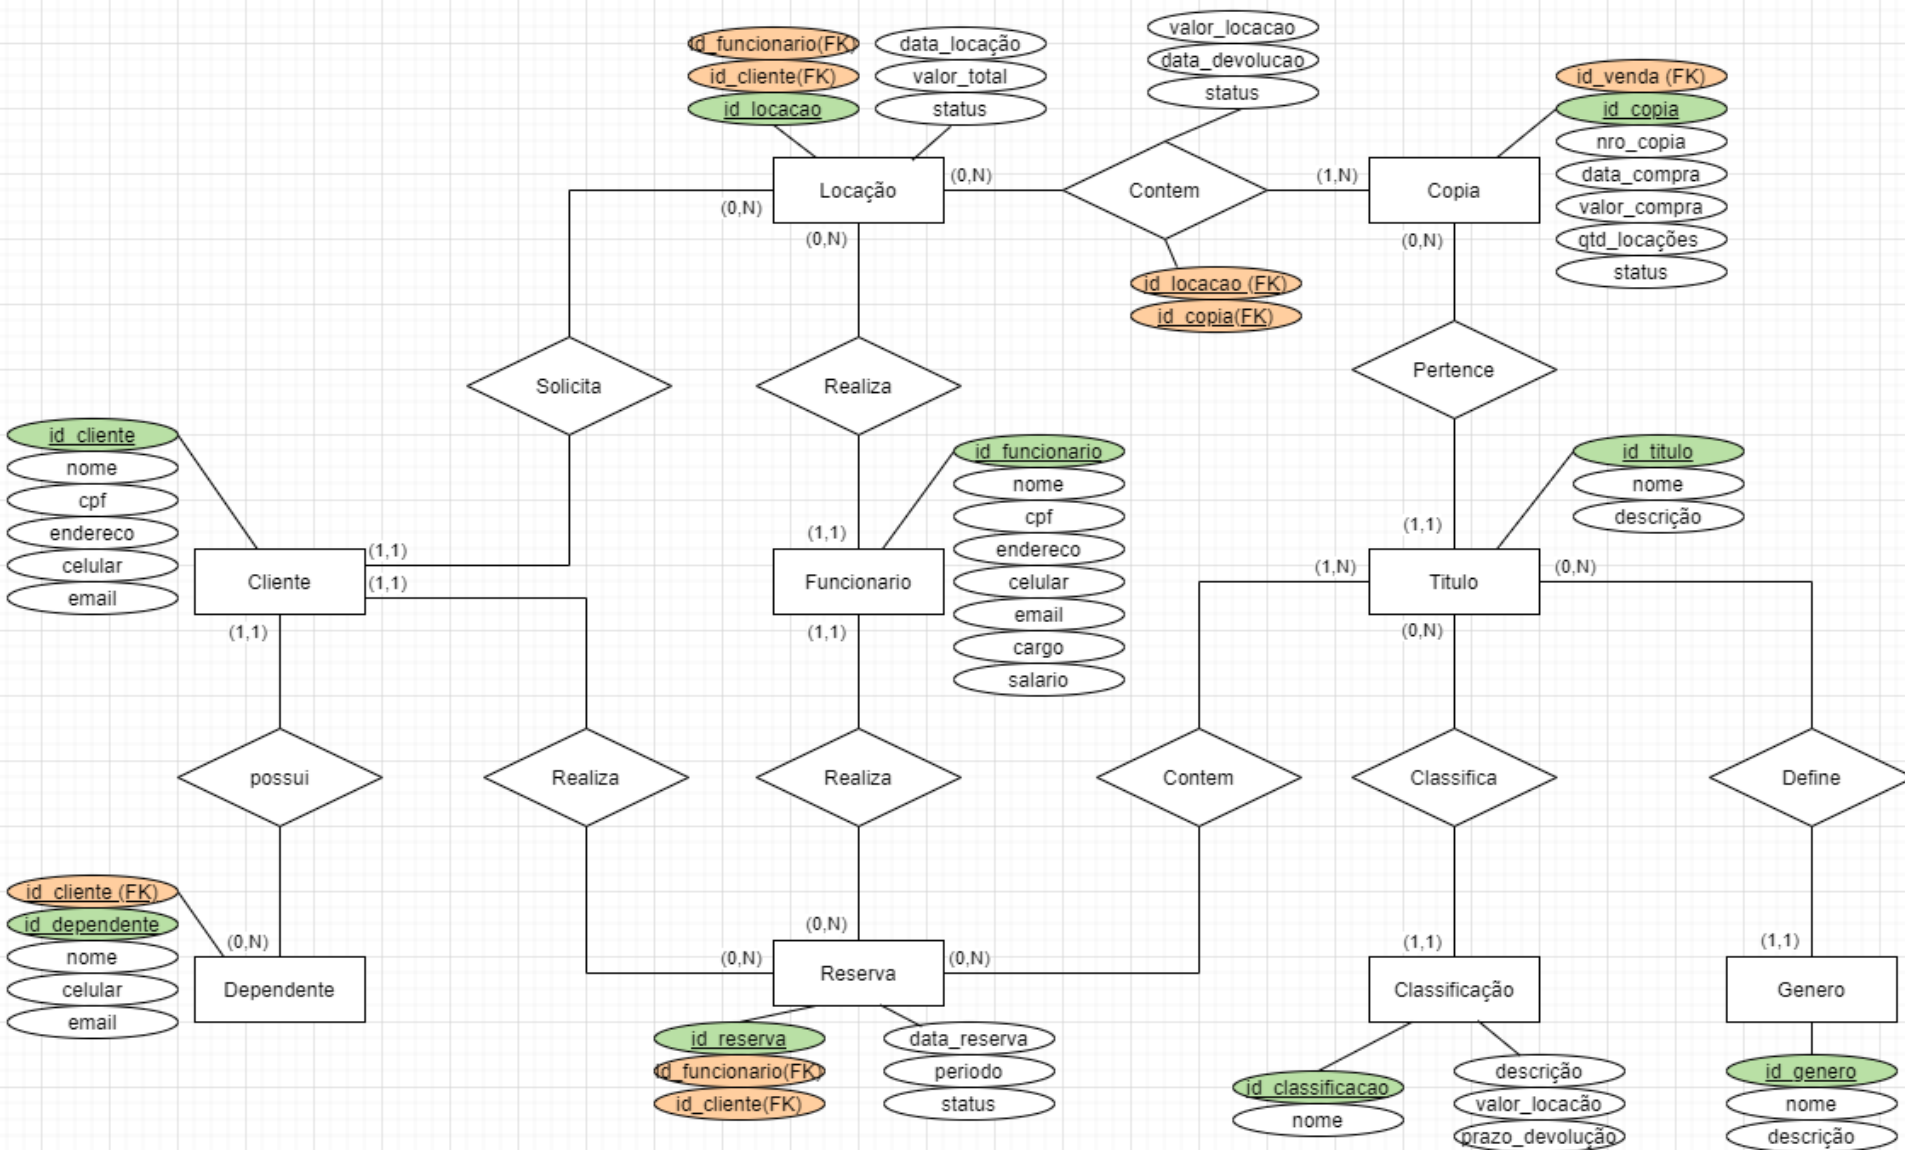 id_funcionario(FK)
id_cliente(FK)
id_locacao
data_locação
valor_total
status
valor_locacao
data_devolucao
status
id_venda (FK)
id_copia
nro_copia
data_compra
valor_compra
qtd_locações
status
Locação
(0,N)
(0,N)
(0,N)
Contem
(1,N)
Copia
(0,N)
id_locacao (FK)
id_copia(FK)
Solicita
Realiza
Pertence
id_cliente
nome
cpf
endereco
celular
email
Cliente
(1,1)
(1,1)
(1,1)
id_funcionario
nome
cpf
endereco
celular
email
cargo
salario
(1,1)
Funcionario
(1,1)
id_titulo
nome
descrição
(1,1)
(1,N)
Titulo
(0,N)
(0,N)
possui
Realiza
Realiza
Contem
Classifica
Define
id_cliente (FK)
id_dependente
nome
celular
email
(0,N)
Dependente
(0,N)
(0,N)
Reserva
(0,N)
id_reserva
id_funcionario(FK)
id_cliente(FK)
data_reserva
periodo
status
(1,1)
Classificação
id_classificacao
nome
descrição
valor_locacão
prazo_devolução
(1,1)
Genero
id_genero
nome
descrição